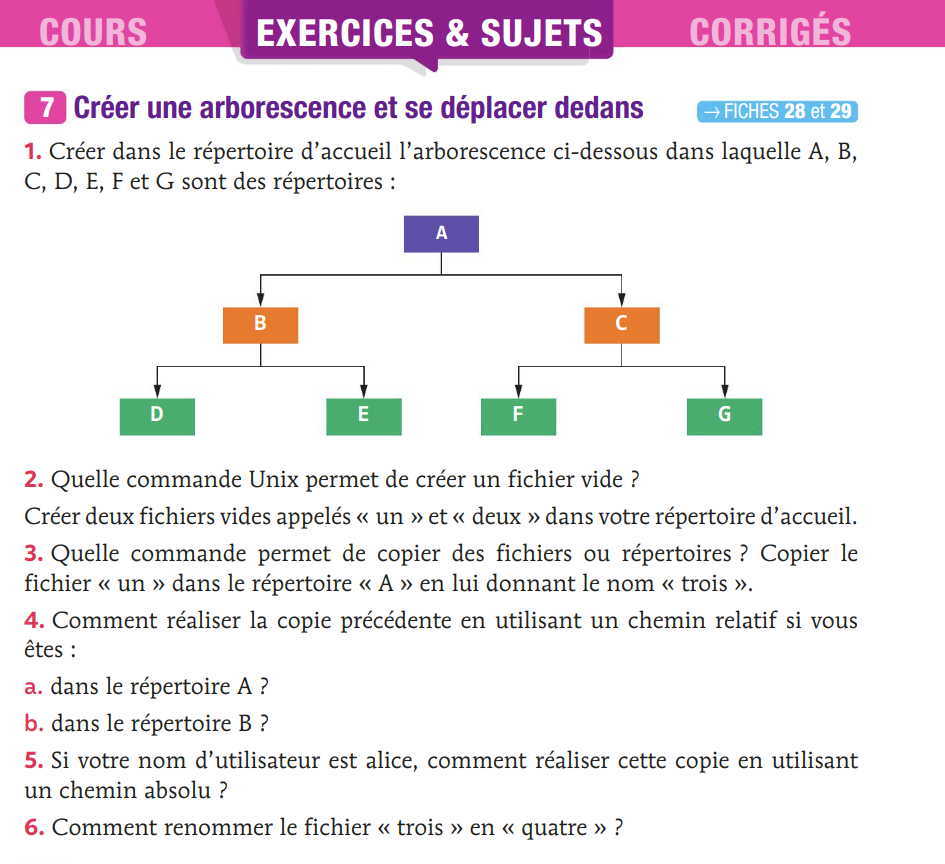 COURS EXERCICES & SUJETS CORRIGÉS
7 Créer une arborescence et se déplacer dedans → FICHES 28 et 29
1. Créer dans le répertoire d’accueil l’arborescence ci-dessous dans laquelle A, B,
C, D, E, F et G sont des répertoires :
A
B C
D E F G
2. Quelle commande Unix permet de créer un fichier vide ?
Créer deux fichiers vides appelés « un » et « deux » dans votre répertoire d’accueil.
3. Quelle commande permet de copier des fichiers ou répertoires ? Copier le
fichier « un » dans le répertoire « A » en lui donnant le nom « trois ».
4. Comment réaliser la copie précédente en utilisant un chemin relatif si vous
êtes :
a. dans le répertoire A ?
b. dans le répertoire B ?
5. Si votre nom d’utilisateur est alice, comment réaliser cette copie en utilisant
un chemin absolu ?
6. Comment renommer le fichier « trois » en « quatre » ?